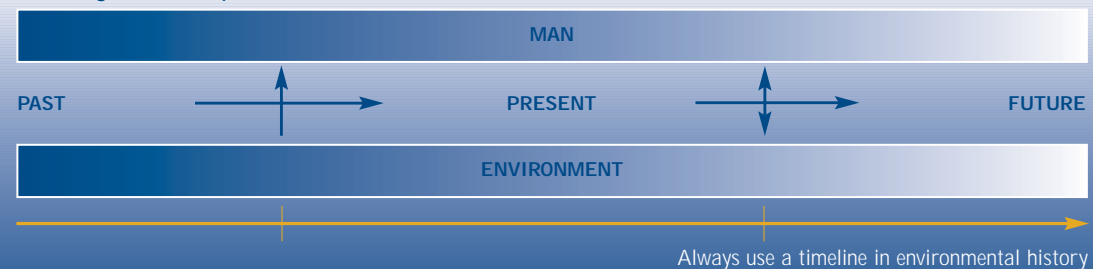 MAN
PAST PRESENT FUTURE
ENVIRONMENT
Always use a timeline in environmental history